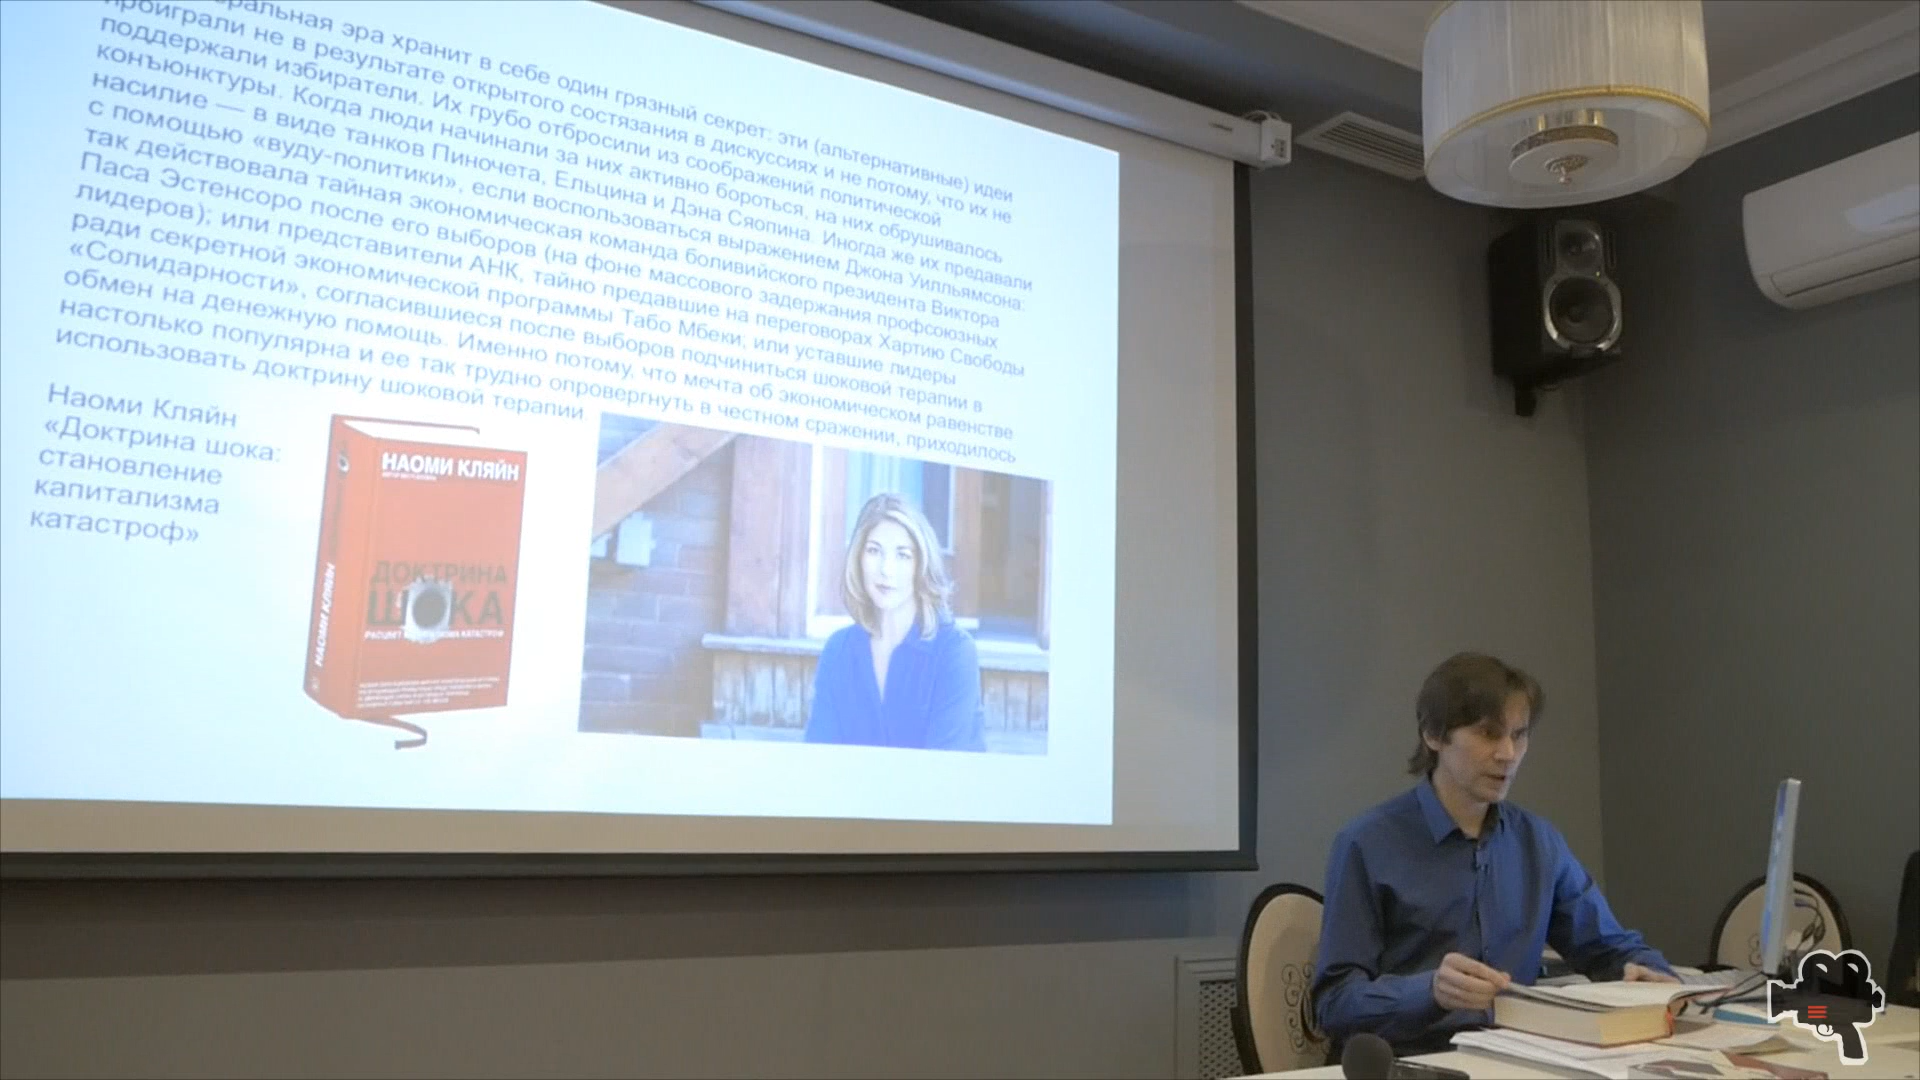 эра хранит в себе один грязный секрет: эти (альтернативные) идеи
проиграли не в результате открытого состязания в дискуссиях и не потому, что их не
поддержали избиратели. Их грубо отбросили из соображений политической
конъюнктуры. Когда люди начинали за них активно бороться, на них обрушивалось
насилие — в виде танков Пиночета, Ельцина и Дэна Сяопина. Иногда же их предавали
с помощью «вуду-политики», если воспользоваться выражением Джона Уилльямсона:
так действовала тайная экономическая команда боливийского президента Виктора
Паса Эстенсоро после его выборов (на фоне массового задержания профсоюзных
лидеров); или представители АНК, тайно предавшие на переговорах Хартию Свободы
ради секретной экономической программы Табо Мбеки; или уставшие лидеры
«Солидарности», согласившиеся после выборов подчиниться шоковой терапии в
обмен на денежную помощь. Именно потому, что мечта об экономическом равенстве
настолько популярна и ее так трудно опровергнуть в честном сражении, приходилось
использовать доктрину шоковой терапии
Наоми Кляйн
«Доктрина шока:
становление
капитализма
катастроф»
НАОМИ КЛЯЙН
ДОКТРИНА
ШОКА
РАСЦВЕТ КАТАСТРОФ
НАОМИ КЛЯЙН